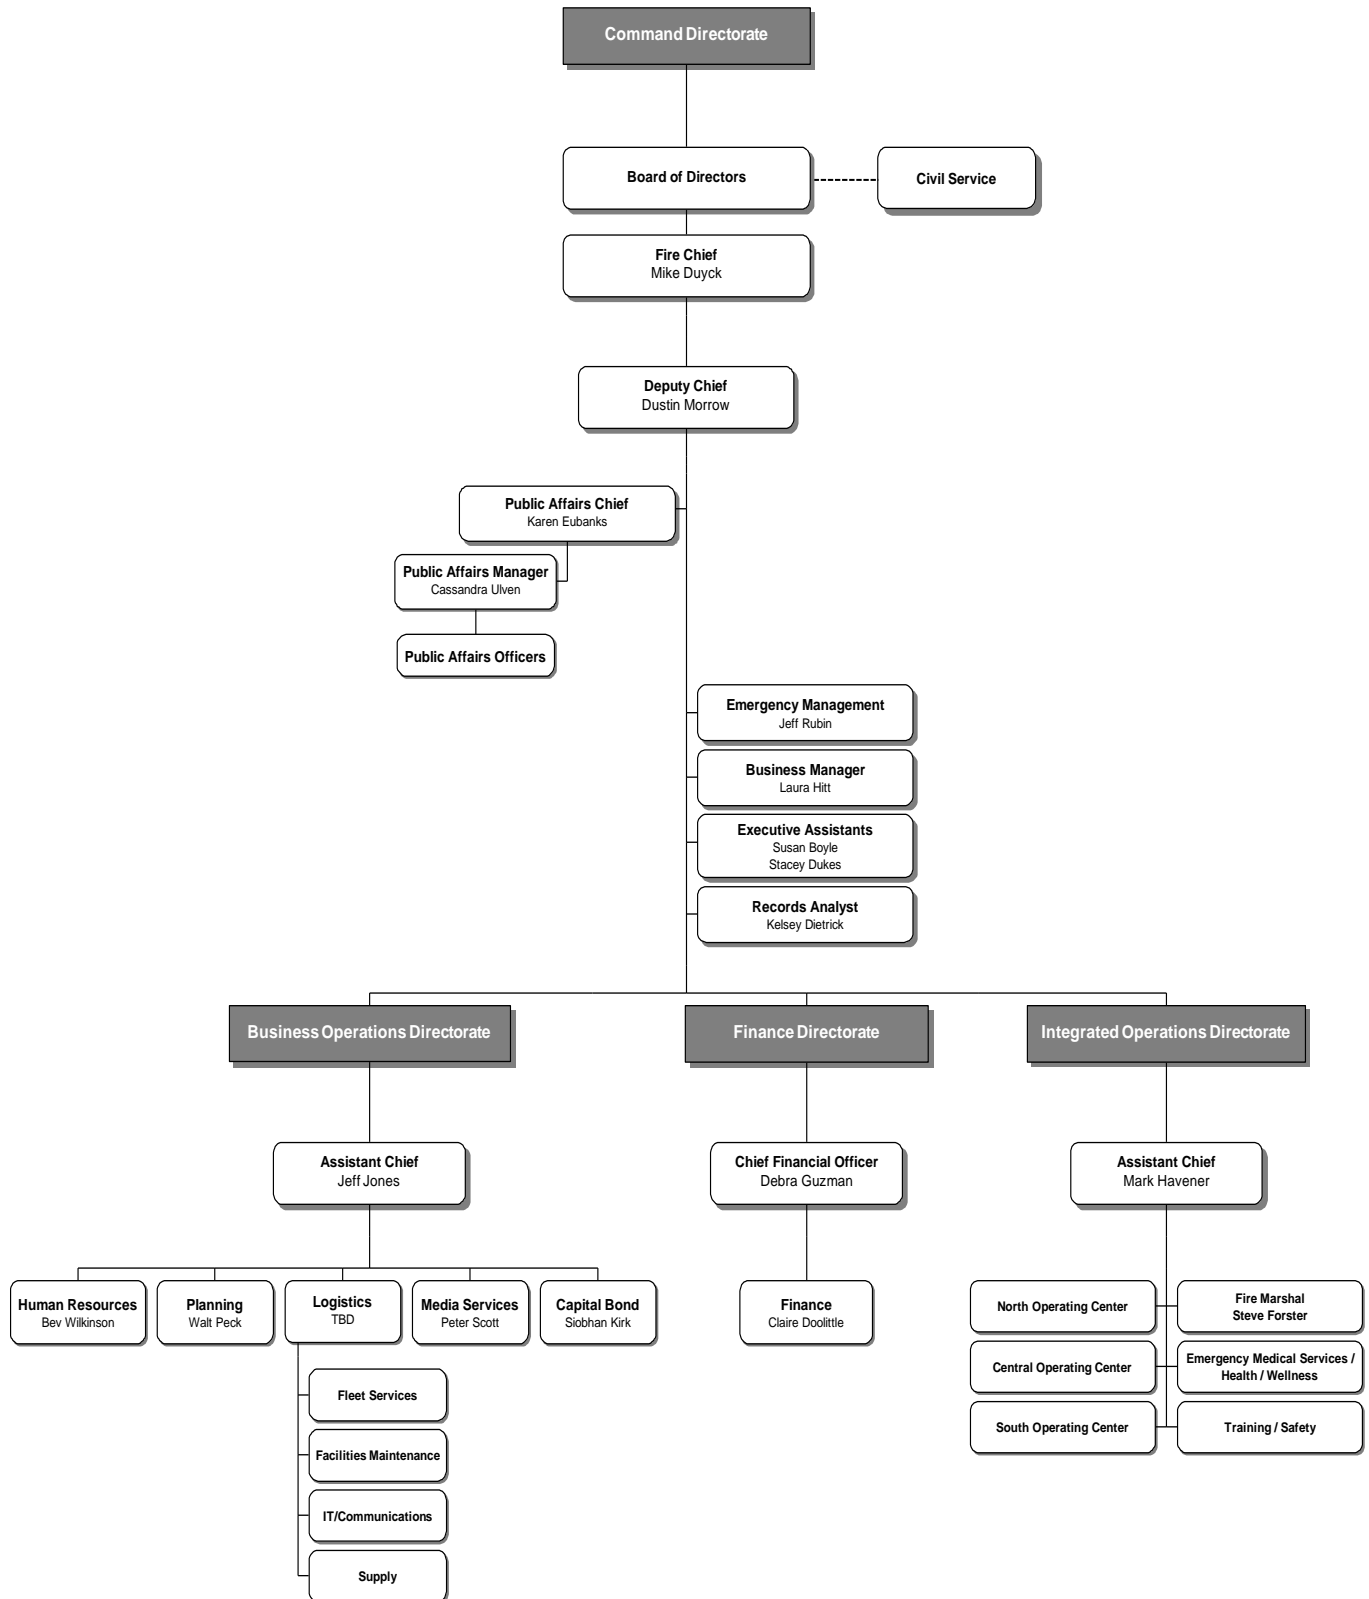 Command Directorate
Board of Directors
Civil Service
Fire Chief
Mike Duyck
Deputy Chief
Dustin Morrow
Public Affairs Chief
Karen Eubanks
Public Affairs Manager
Cassandra Ulven
Public Affairs Officers
Emergency Management
Jeff Rubin
Business Manager
Laura Hitt
Executive Assistants
Susan Boyle
Stacey Dukes
Records Analyst
Kelsey Dietrick
Business Operations Directorate
Finance Directorate
Integrated Operations Directorate
Assistant Chief
Jeff Jones
Chief Financial Officer
Debra Guzman
Assistant Chief
Mark Havener
Human Resources
Bev Wilkinson
Planning
Walt Peck
Logistics
TBD
Media Services
Peter Scott
Capital Bond
Siobhan Kirk
Finance
Claire Doolittle
North Operating Center
Fire Marshal
Steve Forster
Central Operating Center
Emergency Medical Services /
Health / Wellness
South Operating Center
Training / Safety
Fleet Services
Facilities Maintenance
IT/Communications
Supply